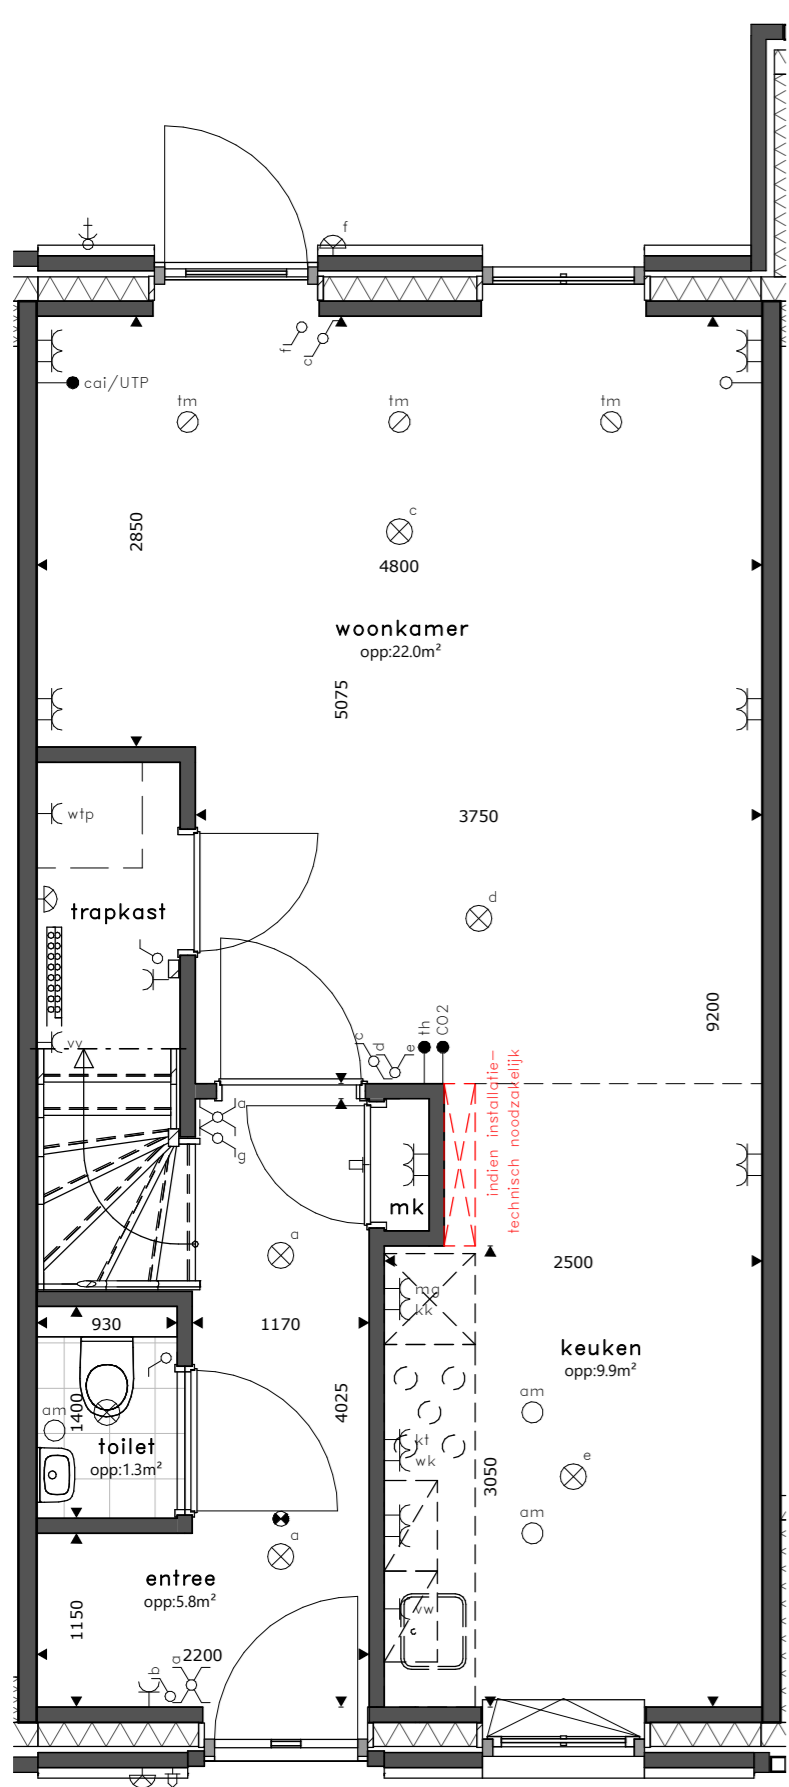 f
f
c
cai/UTP
tm
tm
tm
c
2850
4800
woonkamer
opp:22.0m²
5075
wtp
3750
trapkast
d
9200
vv
c
d
e
th
CO2
indien installatie-
technisch noodzakelijk
a
g
mk
a
2500
mg
kk
930
1170
keuken
opp:9.9m²
am
1400
4025
am
toilet
opp:1.3m²
kt
wk
e
3050
am
a
entree
opp:5.8m²
1150
vw
c
b
a
2200